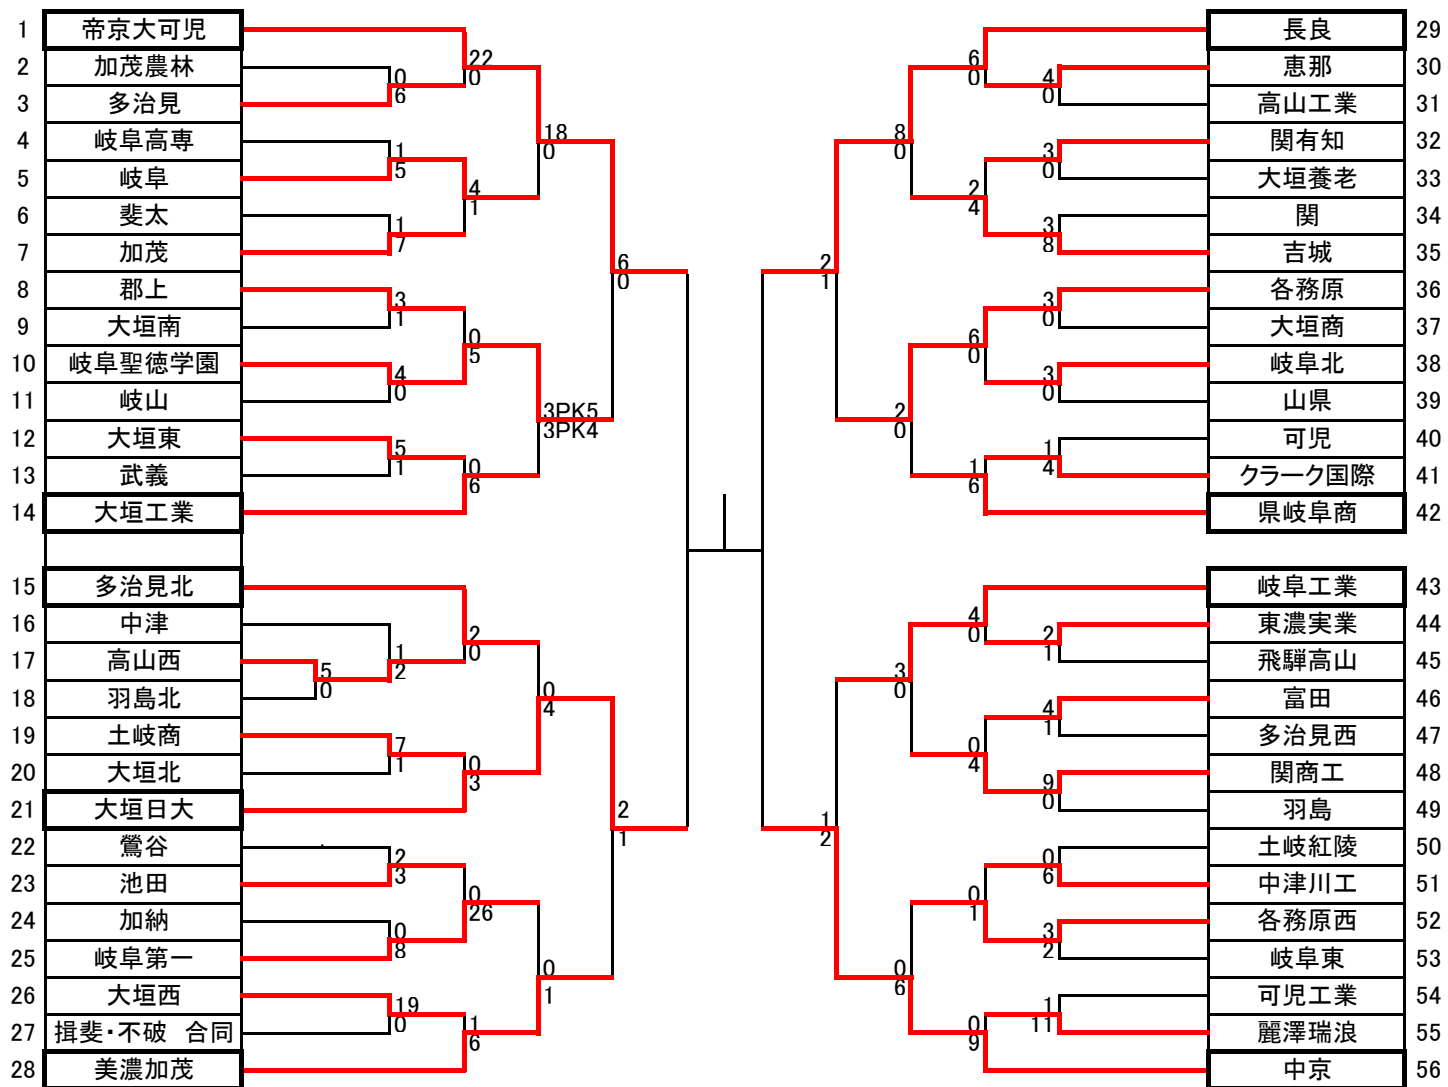 1 帝京大可児
2 加茂農林
3 多治見
4 岐阜高専
5 岐阜
6 斐太
7 加茂
8 郡上
9 大垣南
10 岐阜聖徳学園
11 岐山
12 大垣東
13 武義
14 大垣工業
15 多治見北
16 中津
17 高山西
18 羽島北
19 土岐商
20 大垣北
21 大垣日大
22 鶯谷
23 池田
24 加納
25 岐阜第一
26 大垣西
27 揖斐・不破 合同
28 美濃加茂
0
6
1
5
1
7
3
1
4
0
5
1
5
0
1
2
7
1
2
3
0
8
19
0
22
0
4
1
0
5
0
6
2
0
0
3
0
26
1
6
18
0
3PK5
3PK4
0
4
0
1
6
0
2
1
2
1
1
2
8
0
2
0
3
0
0
6
6
0
2
4
6
0
1
6
4
0
0
4
0
1
0
9
4
0
3
0
3
8
3
0
3
0
1
4
2
1
4
1
9
0
0
6
3
2
1
11
長良 29
恵那 30
高山工業 31
関有知 32
大垣養老 33
関 34
吉城 35
各務原 36
大垣商 37
岐阜北 38
山県 39
可児 40
クラーク国際 41
県岐阜商 42
岐阜工業 43
東濃実業 44
飛騨高山 45
富田 46
多治見西 47
関商工 48
羽島 49
土岐紅陵 50
中津川工 51
各務原西 52
岐阜東 53
可児工業 54
麗澤瑞浪 55
中京 56